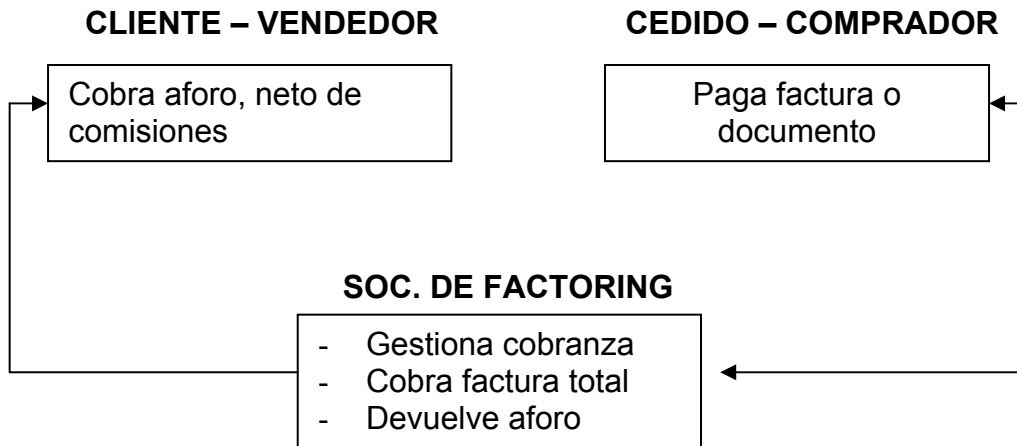 CLIENTE – VENDEDOR
CEDIDO – COMPRADOR
Cobra aforo, neto de
comisiones
Paga factura o
documento
SOC. DE FACTORING
- Gestiona cobranza
- Cobra factura total
- Devuelve aforo